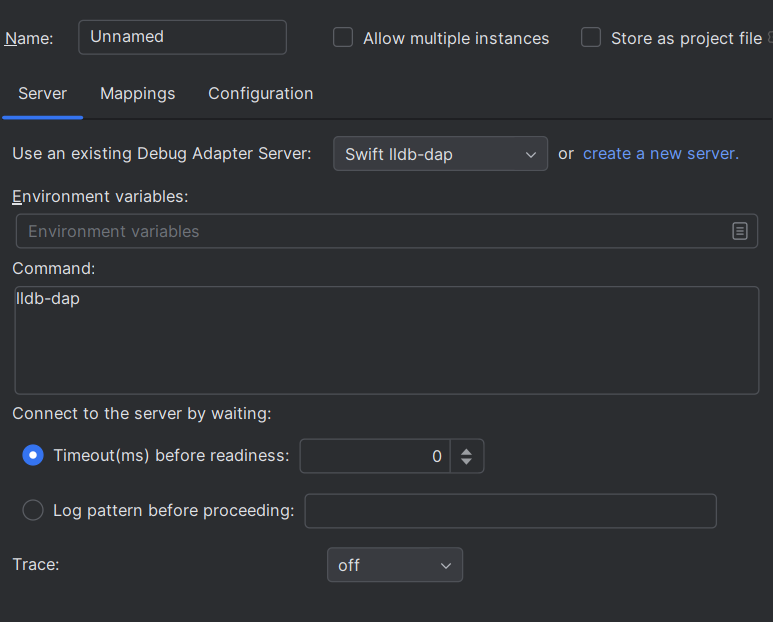 Name: Unnamed Allow multiple instances Store as project file
Server Mappings Configuration
Use an existing Debug Adapter Server: Swift lldb-dap or create a new server.
Environment variables:
Environment variables
Command:
lldb-dap
Connect to the server by waiting:
Timeout(ms) before readiness: 0
Log pattern before proceeding:
Trace: off